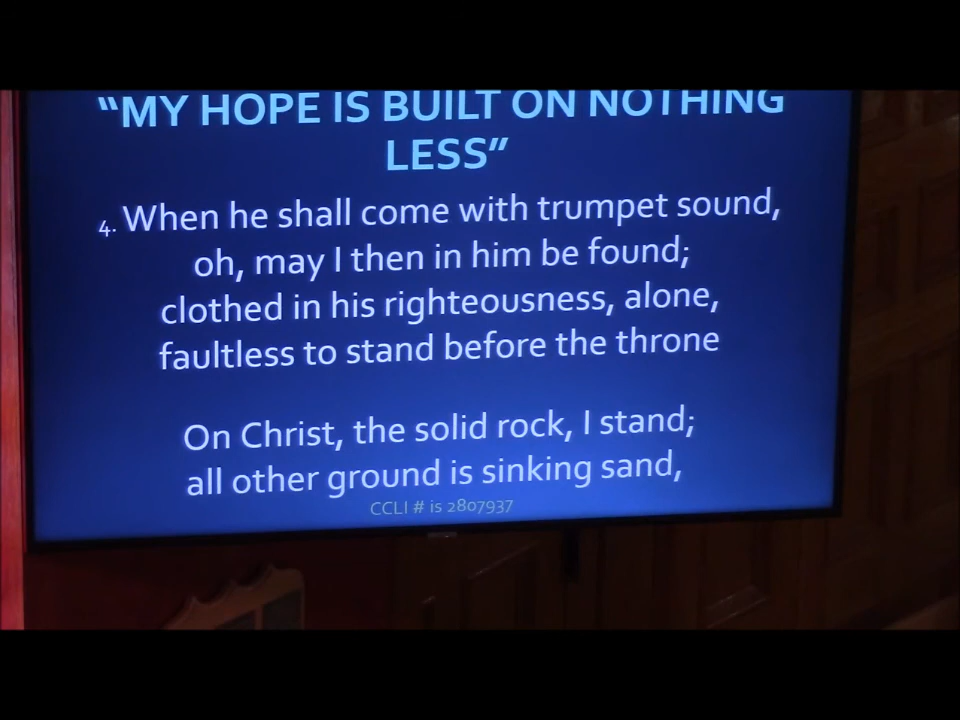 “MY HOPE IS BUILT ON NOTHING
LESS”
4. When he shall come with trumpet sound,
oh, may I then in him be found;
clothed in his righteousness, alone,
faultless to stand before the throne
On Christ, the solid rock, I stand;
all other ground is sinking sand,
CCLI # is 2807937